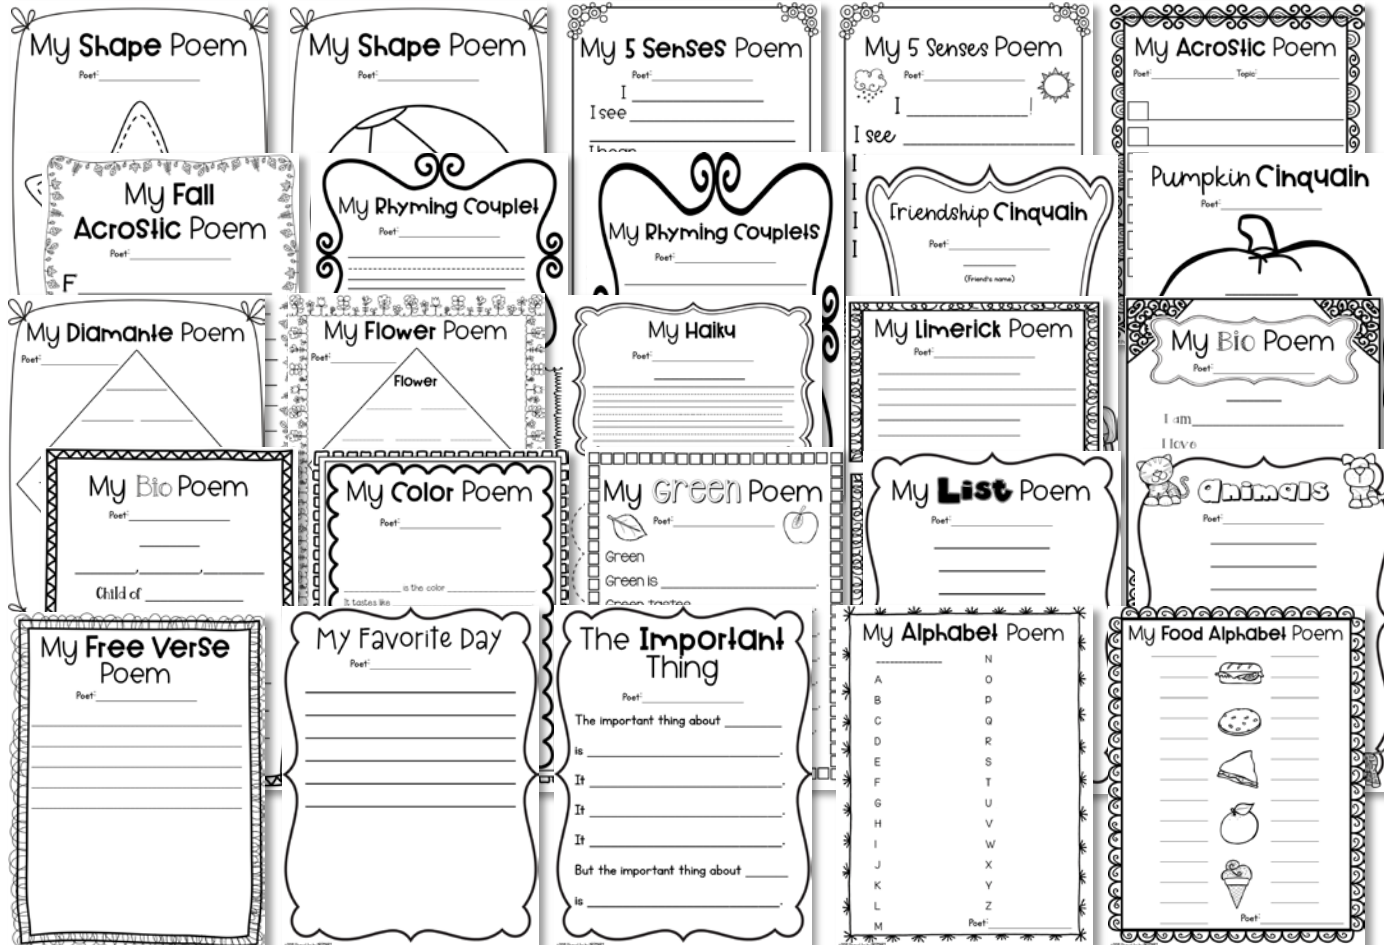 My Shape Poem
Poet:
My Shape Poem
Poet:
My 5 Senses Poem
Poet:
I
I see
I hear
My 5 Senses Poem
Poet:
I !
I see
I
I
I
I
My Acrostic Poem
Poet: Topic:
My Fall
Acrostic Poem
Poet:
F
My Rhyming Couplet
Poet:
My Rhyming Couplets
Poet:
Friendship Cinquain
Poet:
(Friend's name)
Pumpkin Cinquain
Poet:
My Diamante Poem
Poet:
My Flower Poem
Poet:
Flower
My Haiku
Poet:
My Limerick Poem
Poet:
My Bio Poem
Poet:
I am
I love
My Bio Poem
Poet:
, ,
Child of
My Color Poem
Poet:
is the color
It tastes like
My Green Poem
Poet:
Green
Green is .
Green tastes
My List Poem
Poet:
Animals
Poet:
My Free Verse
Poem
Poet:
My Favorite Day
Poet:
The Important
Thing
Poet:
The important thing about
is .
It .
It .
It .
But the important thing about
is .
My Alphabet Poem
A
B
C
D
E
F
G
H
I
J
K
L
M
N
O
P
Q
R
S
T
U
V
W
X
Y
Z
Poet:
My Food Alphabet Poem
Poet: